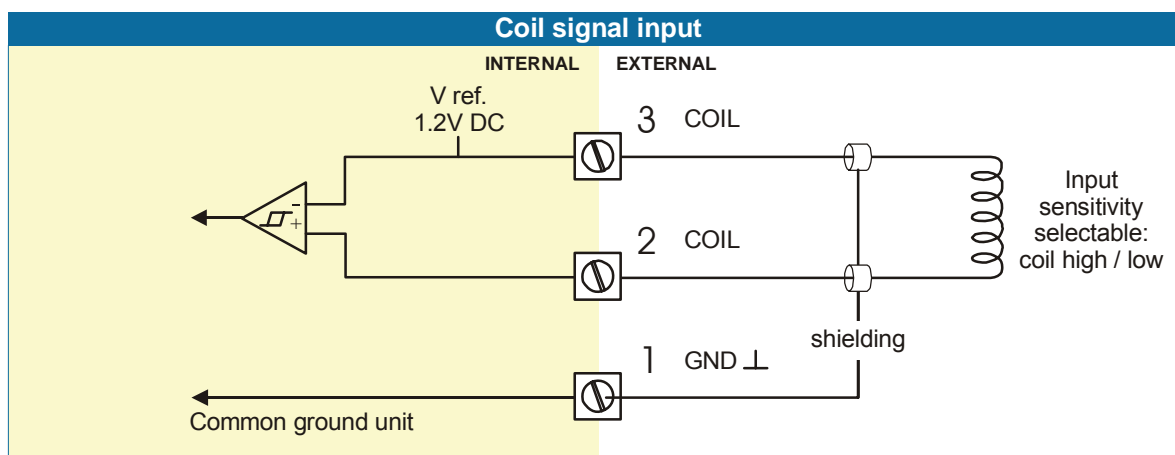 Coil signal input
INTERNAL
EXTERNAL
V ref.
1.2V DC
3 COIL
-
+
2 COIL
Input
sensitivity
selectable:
coil high / low
shielding
1 GND ⊥
Common ground unit